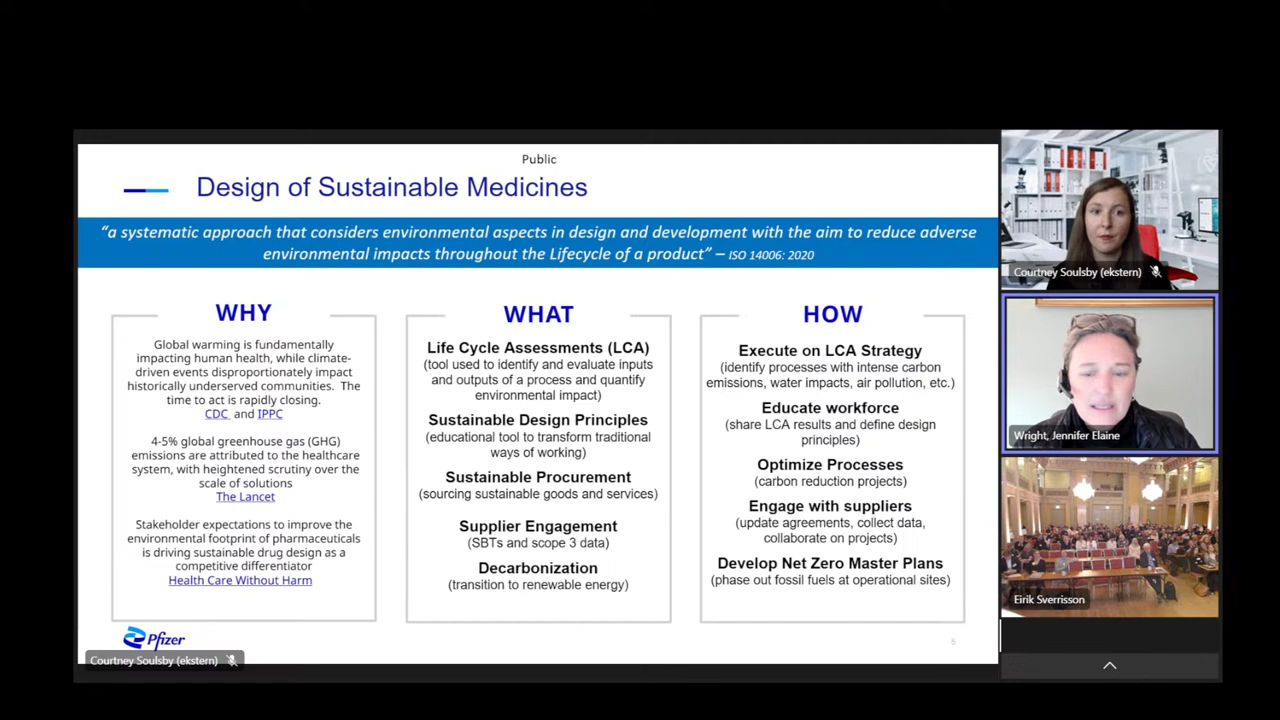 Public
Design of Sustainable Medicines
“a systematic approach that considers environmental aspects in design and development with the aim to reduce adverse
environmental impacts throughout the Lifecycle of a product” – ISO 14006: 2020
WHY
Global warming is fundamentally
impacting human health, while climate-
driven events disproportionately impact
historically underserved communities. The
time to act is rapidly closing.
CDC and IPPC
4-5% global greenhouse gas (GHG)
emissions are attributed to the healthcare
system, with heightened scrutiny over the
scale of solutions
The Lancet
Stakeholder expectations to improve the
environmental footprint of pharmaceuticals
is driving sustainable drug design as a
competitive differentiator
Health Care Without Harm
WHAT
Life Cycle Assessments (LCA)
(tool used to identify and evaluate inputs
and outputs of a process and quantify
environmental impact)
Sustainable Design Principles
(educational tool to transform traditional
ways of working)
Sustainable Procurement
(sourcing sustainable goods and services)
Supplier Engagement
(SBTs and scope 3 data)
Decarbonization
(transition to renewable energy)
HOW
Execute on LCA Strategy
(identify processes with intense carbon
emissions, water impacts, air pollution, etc.)
Educate workforce
(share LCA results and define design
principles)
Optimize Processes
(carbon reduction projects)
Engage with suppliers
(update agreements, collect data,
collaborate on projects)
Develop Net Zero Master Plans
(phase out fossil fuels at operational sites)
Pfizer
5
Courtney Soulsby (ekstern)
Courtney Soulsby (ekstern)
Wright, Jennifer Elaine
Eirik Sverrisson